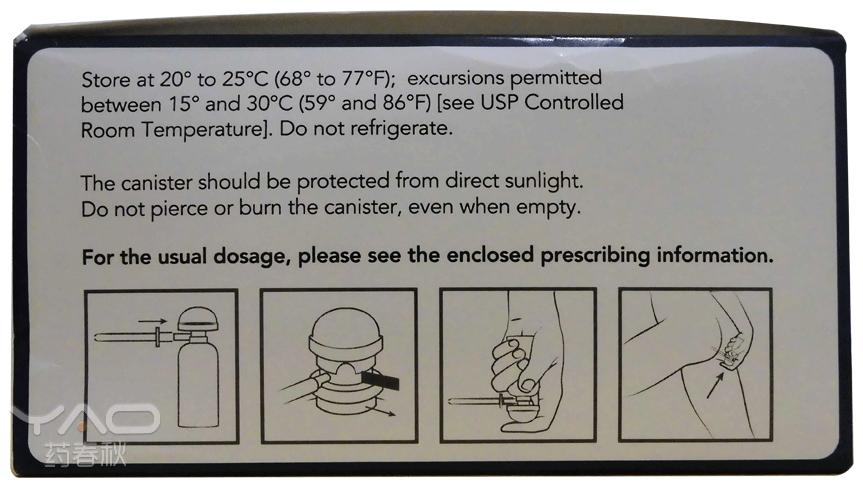 Store at 20° to 25°C (68° to 77°F); excursions permitted
between 15° and 30°C (59° and 86°F) [see USP Controlled
Room Temperature]. Do not refrigerate.
The canister should be protected from direct sunlight.
Do not pierce or burn the canister, even when empty.
For the usual dosage, please see the enclosed prescribing information.
YAO
药春秋